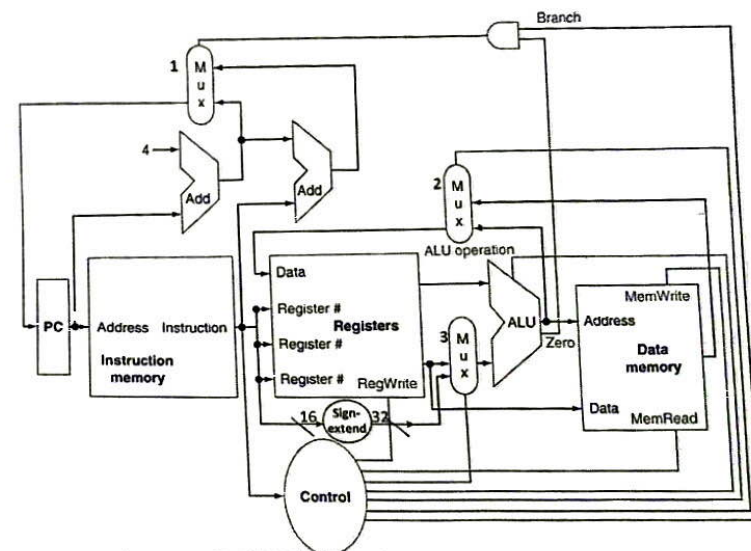 Branch
1
M
u
x
4
Add
Add
2
M
u
x
ALU operation
Data
PC
Address Instruction
Instruction
memory
Register #
Registers
Register #
Register #
RegWrite
3
M
u
x
ALU
Zero
MemWrite
Address
Data
memory
Data
MemRead
16
Sign-
extend
32
Control